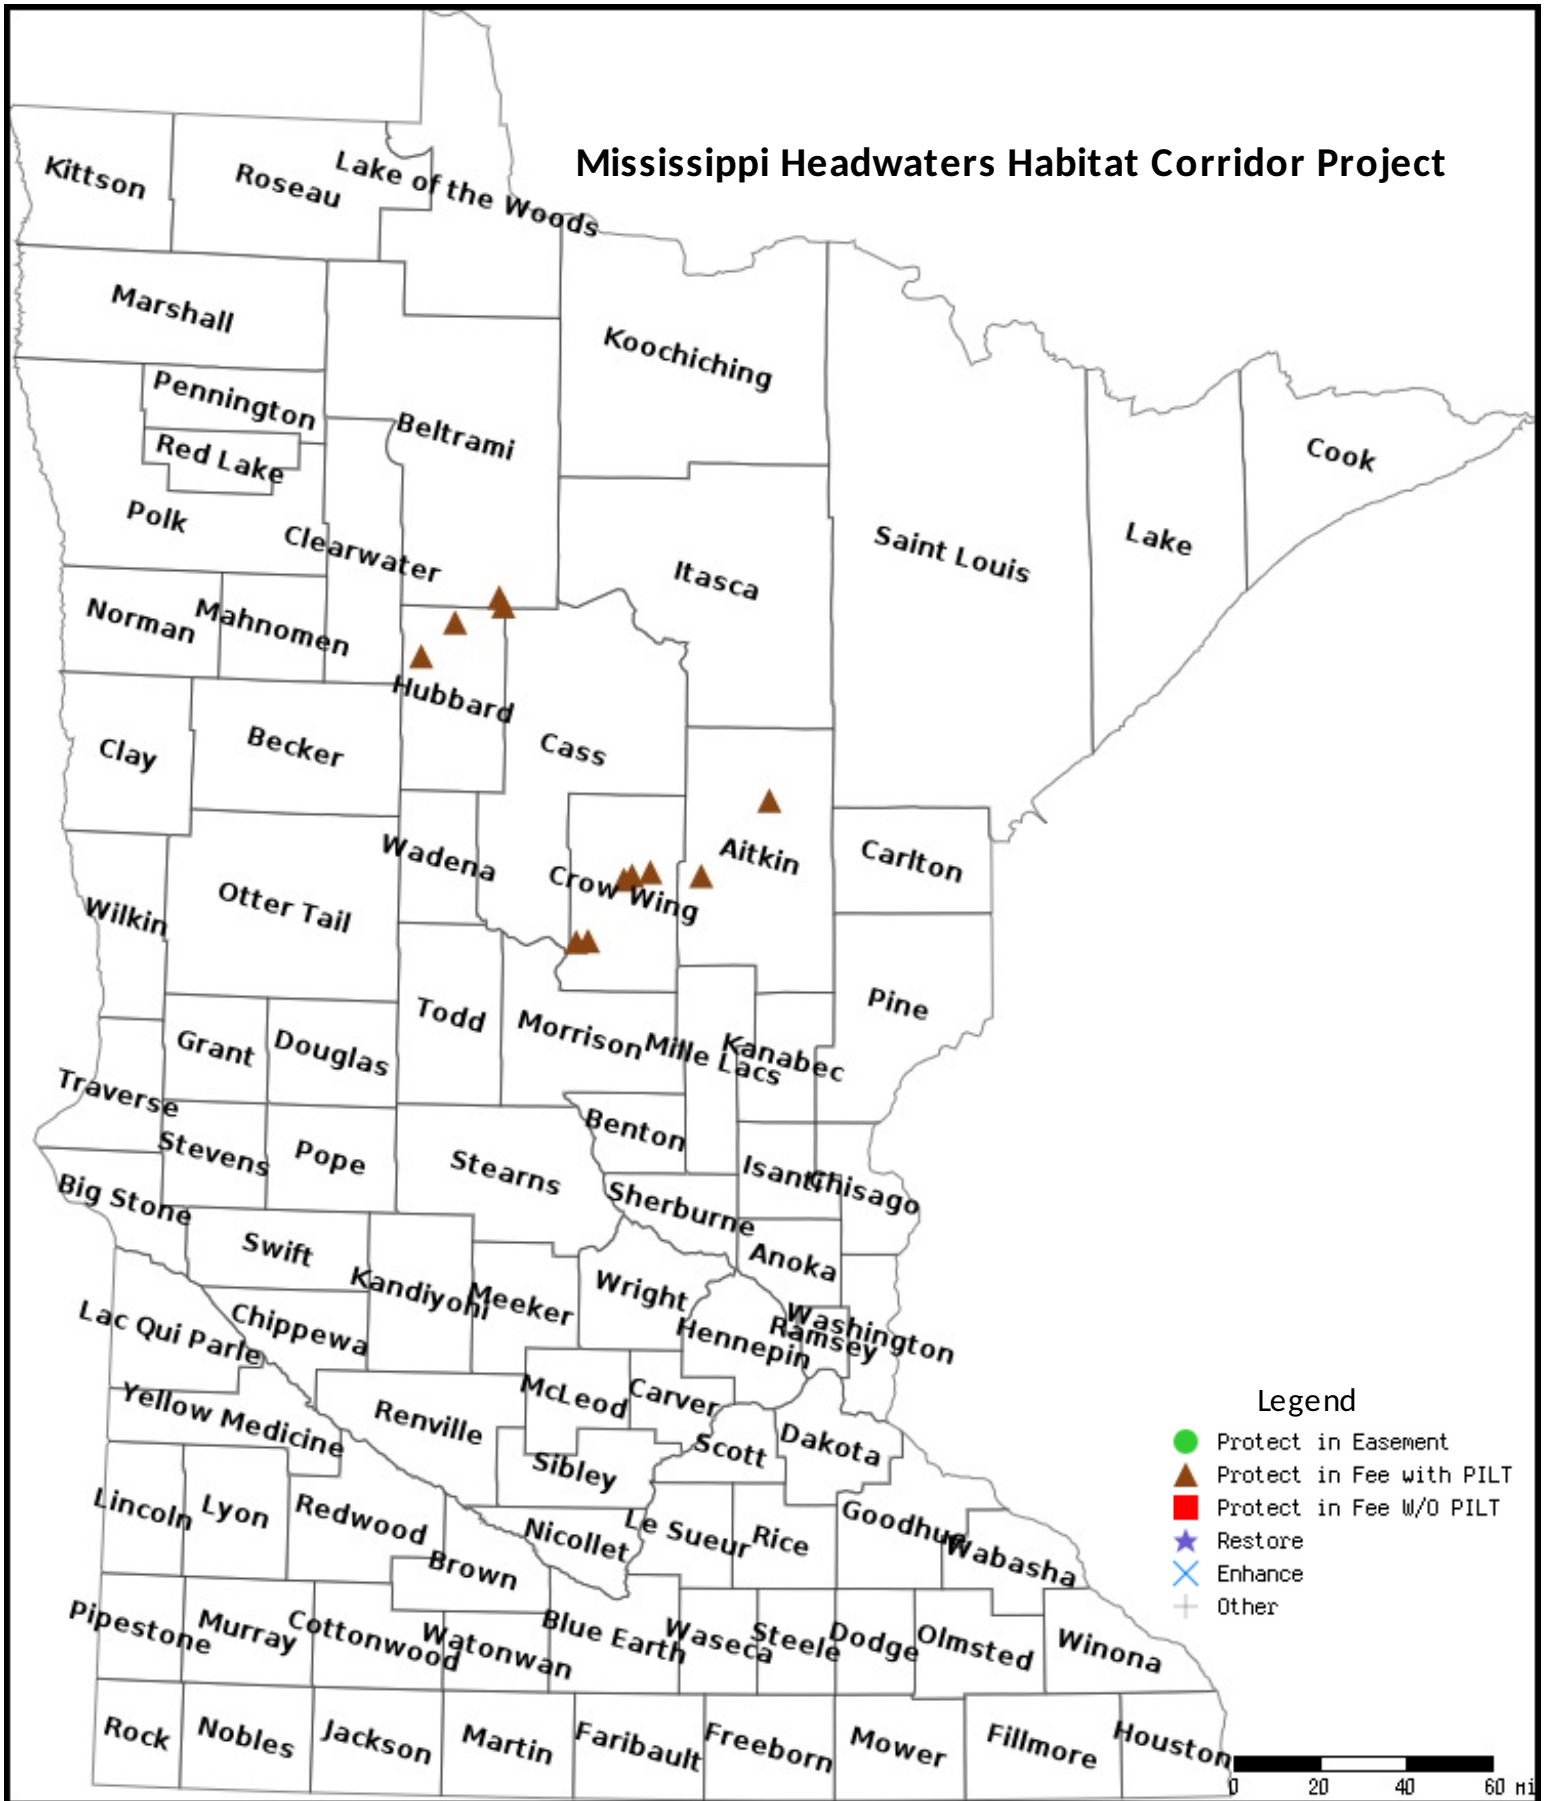 Mississippi Headwaters Habitat Corridor Project
Kittson
Roseau
Lake of the Woods
Marshall
Koochiching
Pennington
Beltrami
Red Lake
Cook
Polk
Clearwater
Saint Louis
Lake
Itasca
Norman
Mahnomen
Hubbard
Clay
Becker
Cass
Wadena
Aitkin
Carlton
Crow Wing
Otter Tail
Wilkin
Pine
Todd
Morrison
Mille Lacs
Kanabec
Grant
Douglas
Traverse
Benton
Stevens
Pope
Stearns
Isanti
Chisago
Big Stone
Sherburne
Swift
Anoka
Kandiyohi
Meeker
Wright
Lac Qui Parle
Chippewa
Hennepin
Ramsey
Washington
Yellow Medicine
Renville
McLeod
Carver
Scott
Dakota
Sibley
Lincoln
Lyon
Redwood
Nicollet
Le Sueur
Rice
Goodhue
Wabasha
Brown
Pipestone
Murray
Cottonwood
Watonwan
Blue Earth
Waseca
Steele
Dodge
Olmsted
Winona
Rock
Nobles
Jackson
Martin
Faribault
Freeborn
Mower
Fillmore
Houston
Legend
Protect in Easement
Protect in Fee with PILT
Protect in Fee W/O PILT
Restore
Enhance
Other
0 20 40 60 mi